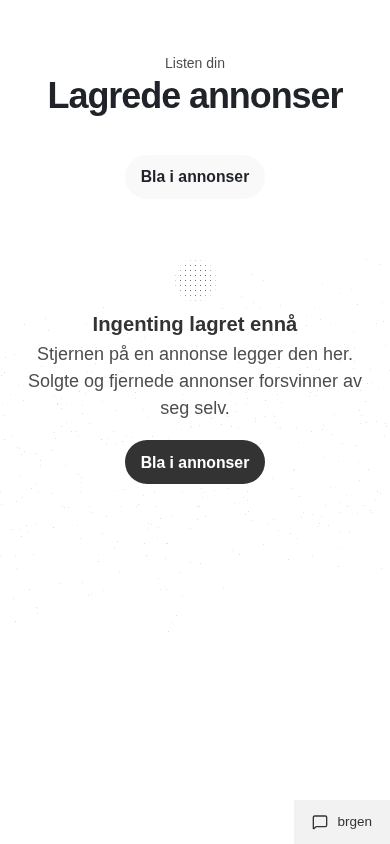 Listen din
Lagrede annonser
Bla i annonser
Ingenting lagret ennå
Stjernen på en annonse legger den her.
Solgte og fjernede annonser forsvinner av
seg selv.
Bla i annonser
brgen